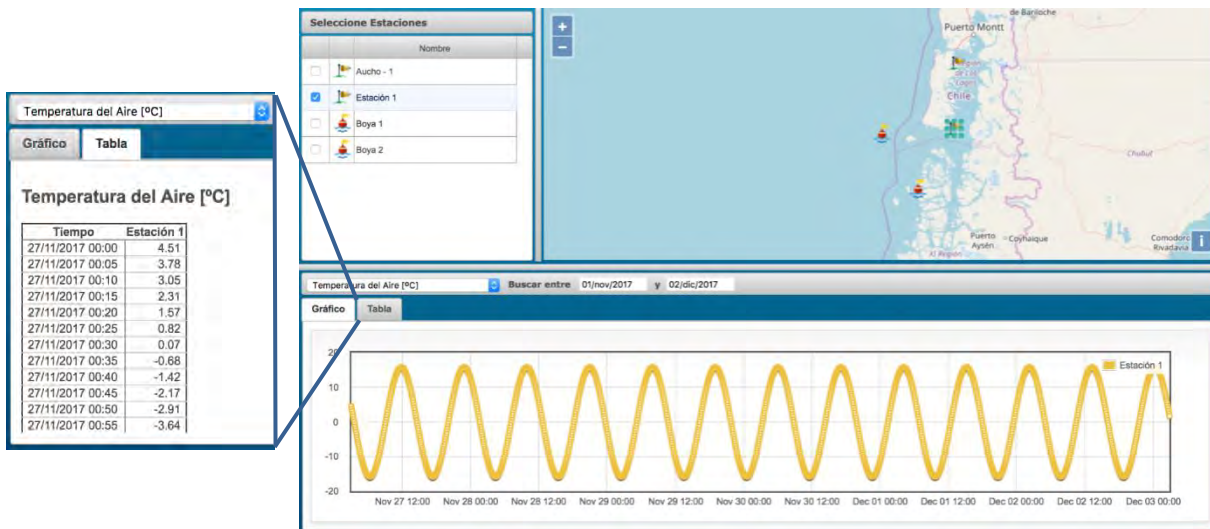 Seleccione Estaciones
Nombre
Aucho - 1
Estación 1
Boya 1
Boya 2
+
−
de Bariloche
Puerto Montt
Región
de Los
Lagos
Chile
Chubut
Puerto
Aysén
Coyhaique
XI Región
Comodoro
Rivadavia
i
Temperatura del Aire [ºC]
Gráfico Tabla
Temperatura del Aire [ºC]
Tiempo Estación 1
27/11/2017 00:00 4.51
27/11/2017 00:05 3.78
27/11/2017 00:10 3.05
27/11/2017 00:15 2.31
27/11/2017 00:20 1.57
27/11/2017 00:25 0.82
27/11/2017 00:30 0.07
27/11/2017 00:35 -0.68
27/11/2017 00:40 -1.42
27/11/2017 00:45 -2.17
27/11/2017 00:50 -2.91
27/11/2017 00:55 -3.64
Temperatura del Aire [ºC] Buscar entre 01/nov/2017 y 02/dic/2017
Gráfico Tabla
Estación 1
20
10
0
-10
-20
Nov 27 12:00 Nov 28 00:00 Nov 28 12:00 Nov 29 00:00 Nov 29 12:00 Nov 30 00:00 Nov 30 12:00 Dec 01 00:00 Dec 01 12:00 Dec 02 00:00 Dec 02 12:00 Dec 03 00:00